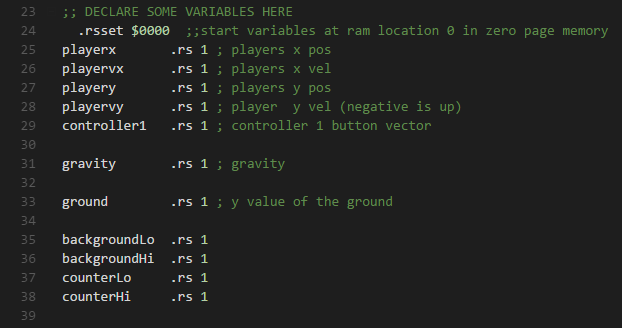 23 ;; DECLARE SOME VARIABLES HERE
24 .rsset $0000 ;;start variables at ram location 0 in zero page memory
25 playerx .rs 1 ; players x pos
26 playervx .rs 1 ; players x vel
27 playery .rs 1 ; players y pos
28 playervy .rs 1 ; player  y vel (negative is up)
29 controller1 .rs 1 ; controller 1 button vector
30
31 gravity .rs 1 ; gravity
32
33 ground .rs 1 ; y value of the ground
34
35 backgroundLo .rs 1
36 backgroundHi .rs 1
37 counterLo .rs 1
38 counterHi .rs 1
39